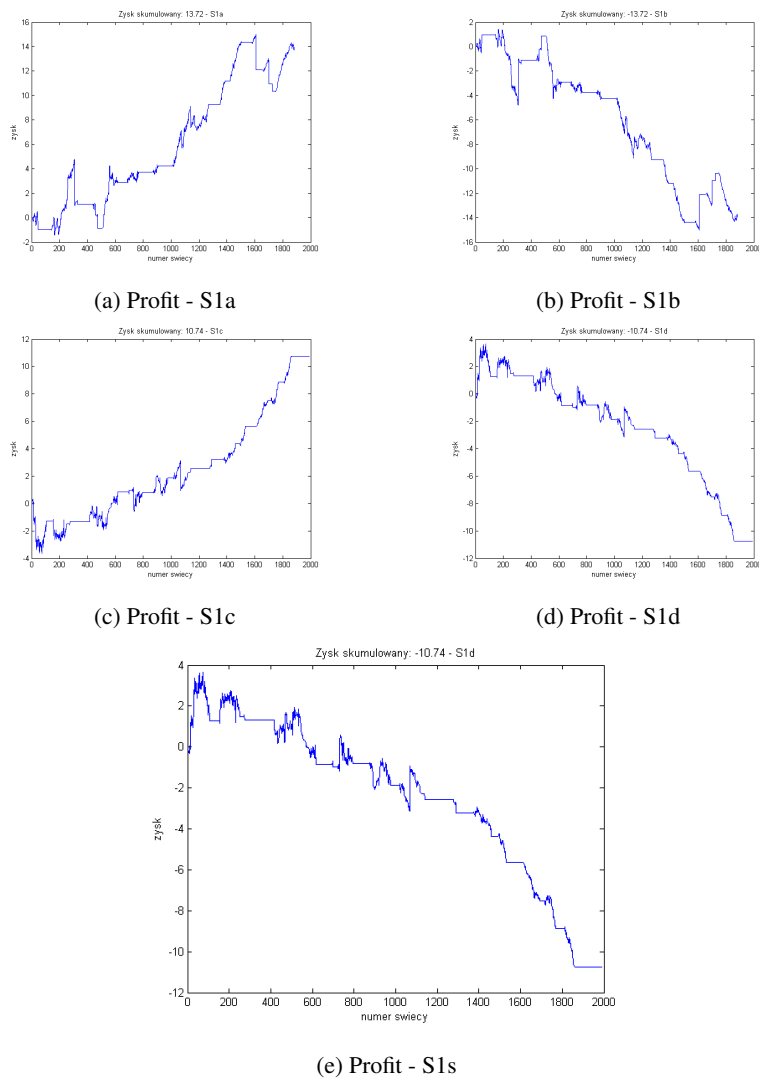 Zysk skumulowany: 13.72 - S1a
16
14
12
10
8
6
4
2
0
-2
zysk
0 200 400 600 800 1000 1200 1400 1600 1800 2000
numer swiecy
(a) Profit - S1a
Zysk skumulowany: -13.72 - S1b
2
0
-2
-4
-6
-8
-10
-12
-14
-16
zysk
0 200 400 600 800 1000 1200 1400 1600 1800 2000
numer swiecy
(b) Profit - S1b
Zysk skumulowany: 10.74 - S1c
12
10
8
6
4
2
0
-2
-4
zysk
0 200 400 600 800 1000 1200 1400 1600 1800 2000
numer swiecy
(c) Profit - S1c
Zysk skumulowany: -10.74 - S1d
4
2
0
-2
-4
-6
-8
-10
-12
zysk
0 200 400 600 800 1000 1200 1400 1600 1800 2000
numer swiecy
(d) Profit - S1d
Zysk skumulowany: -10.74 - S1d
4
2
0
-2
-4
-6
-8
-10
-12
zysk
0 200 400 600 800 1000 1200 1400 1600 1800 2000
numer swiecy
(e) Profit - S1s